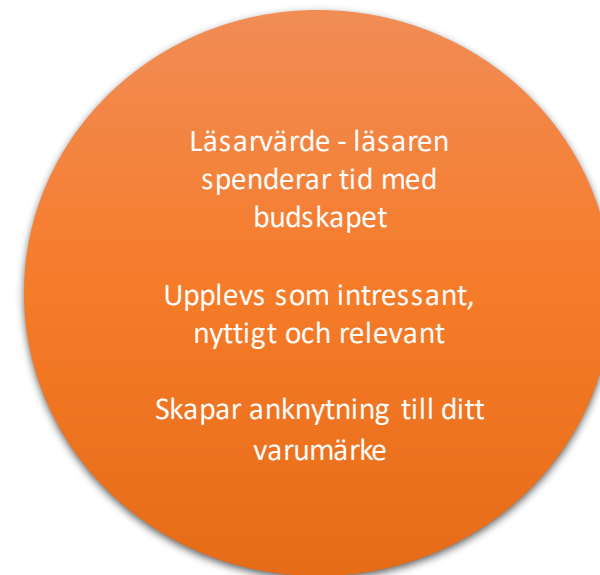 Läsarvärde - läsaren
spenderar tid med
budskapet
Upplevs som intressant,
nyttigt och relevant
Skapar anknytning till ditt
varumärke